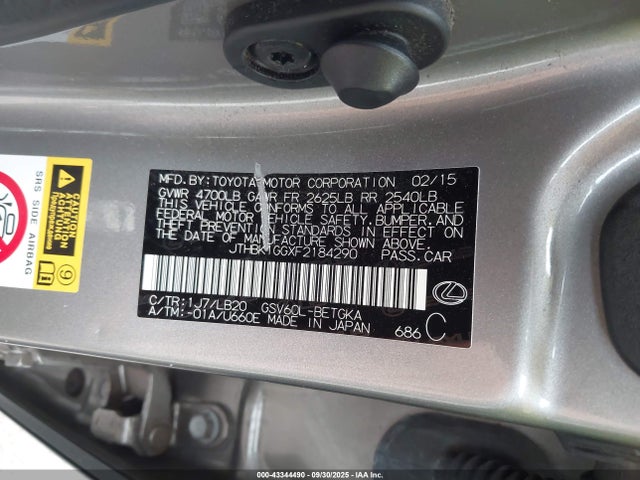 MFD.BY:TOYOTA MOTOR CORPORATION 02/15
GVWR 4700LB GAWR FR 2625LB RR 2540LB
THIS VEHICLE CONFORMS TO ALL APPLICABLE
FEDERAL MOTOR VEHICLE SAFETY, BUMPER, AND
THEFT PREVENTION STANDARDS IN EFFECT ON
THE DATE OF MANUFACTURE SHOWN ABOVE.
JTHBK1GGXF2184290 PASS.CAR
C/TR:1J7/LB20 GSV60L-BETGKA
A/TM:-01A/U660E MADE IN JAPAN
686 C
SRS SIDE AIRBAG
9
000-43344490 - 09/30/2025 - IAAI.COM